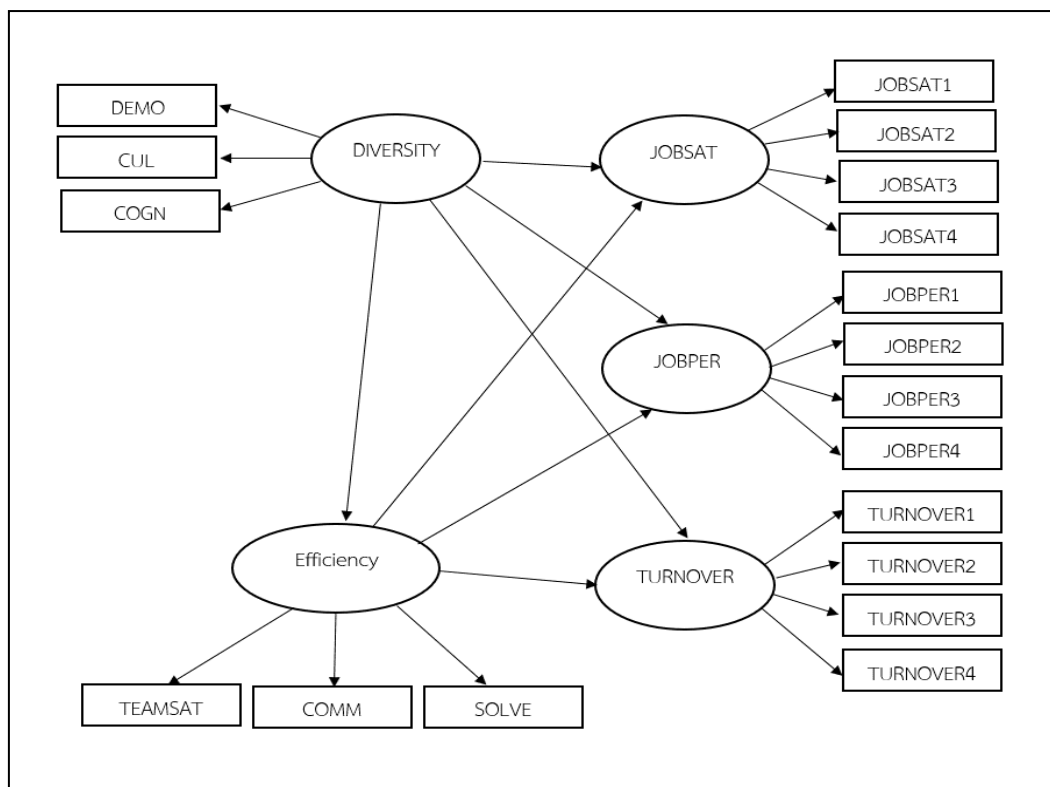 DEMO
CUL
COGN
DIVERSITY
JOBSAT
JOBSAT1
JOBSAT2
JOBSAT3
JOBSAT4
JOBPER
JOBPER1
JOBPER2
JOBPER3
JOBPER4
Efficiency
TURNOVER
TURNOVER1
TURNOVER2
TURNOVER3
TURNOVER4
TEAMSAT
COMM
SOLVE